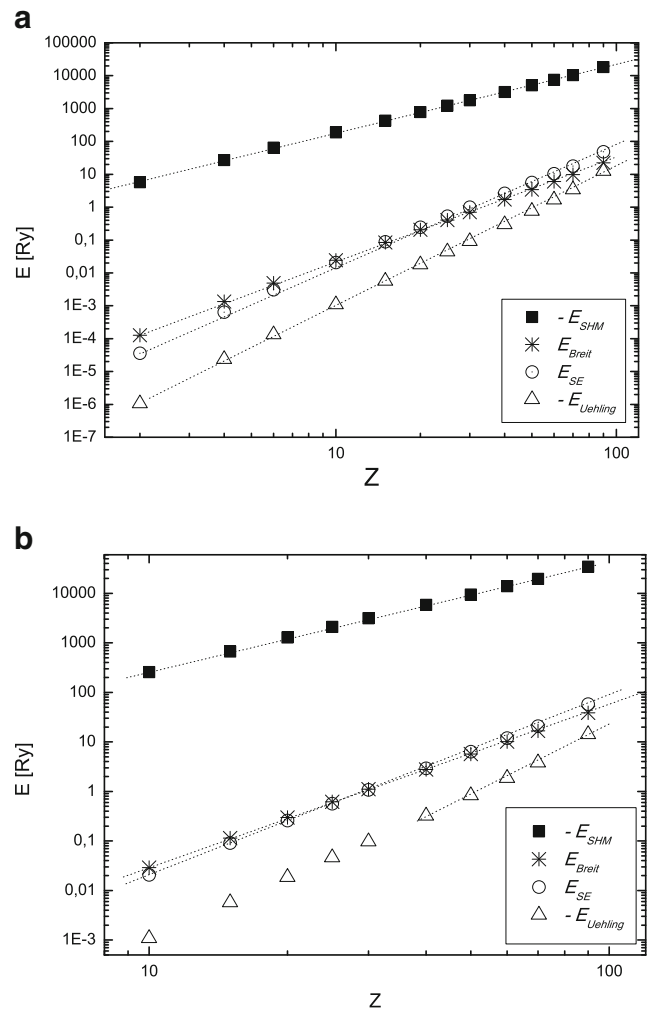 a
100000
10000
1000
100
10
1
0,1
0,01
1E-3
1E-4
1E-5
1E-6
1E-7
E [Ry]
10
100
Z
- E_SHM
E_Breit
E_SE
- E_Uehling
b
10000
1000
100
10
1
0,1
0,01
1E-3
E [Ry]
10
100
Z
- E_SHM
E_Breit
E_SE
- E_Uehling